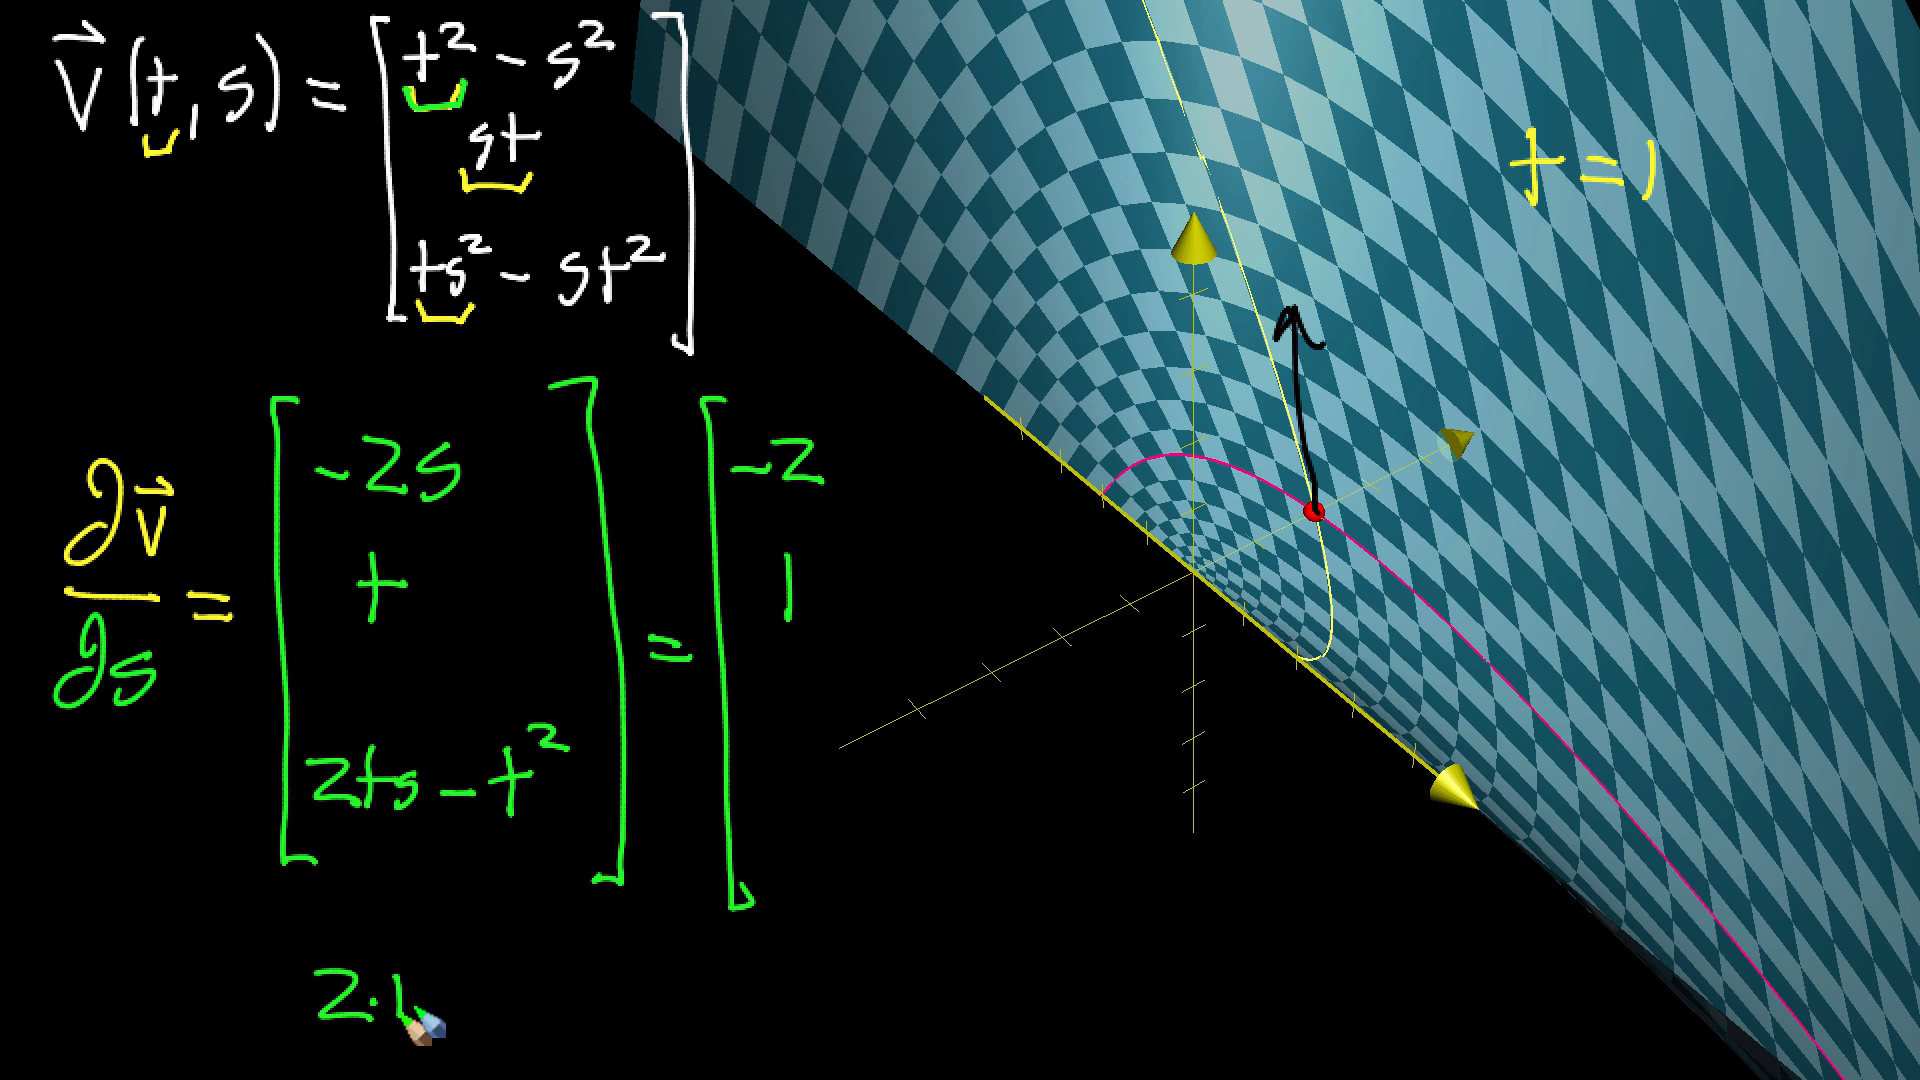 v⃗(t, s) = [t² - s²
st
ts² - st²]
t = 1
∂v⃗/∂s = [-2s
t
2ts - t²] = [-2
1
2·1